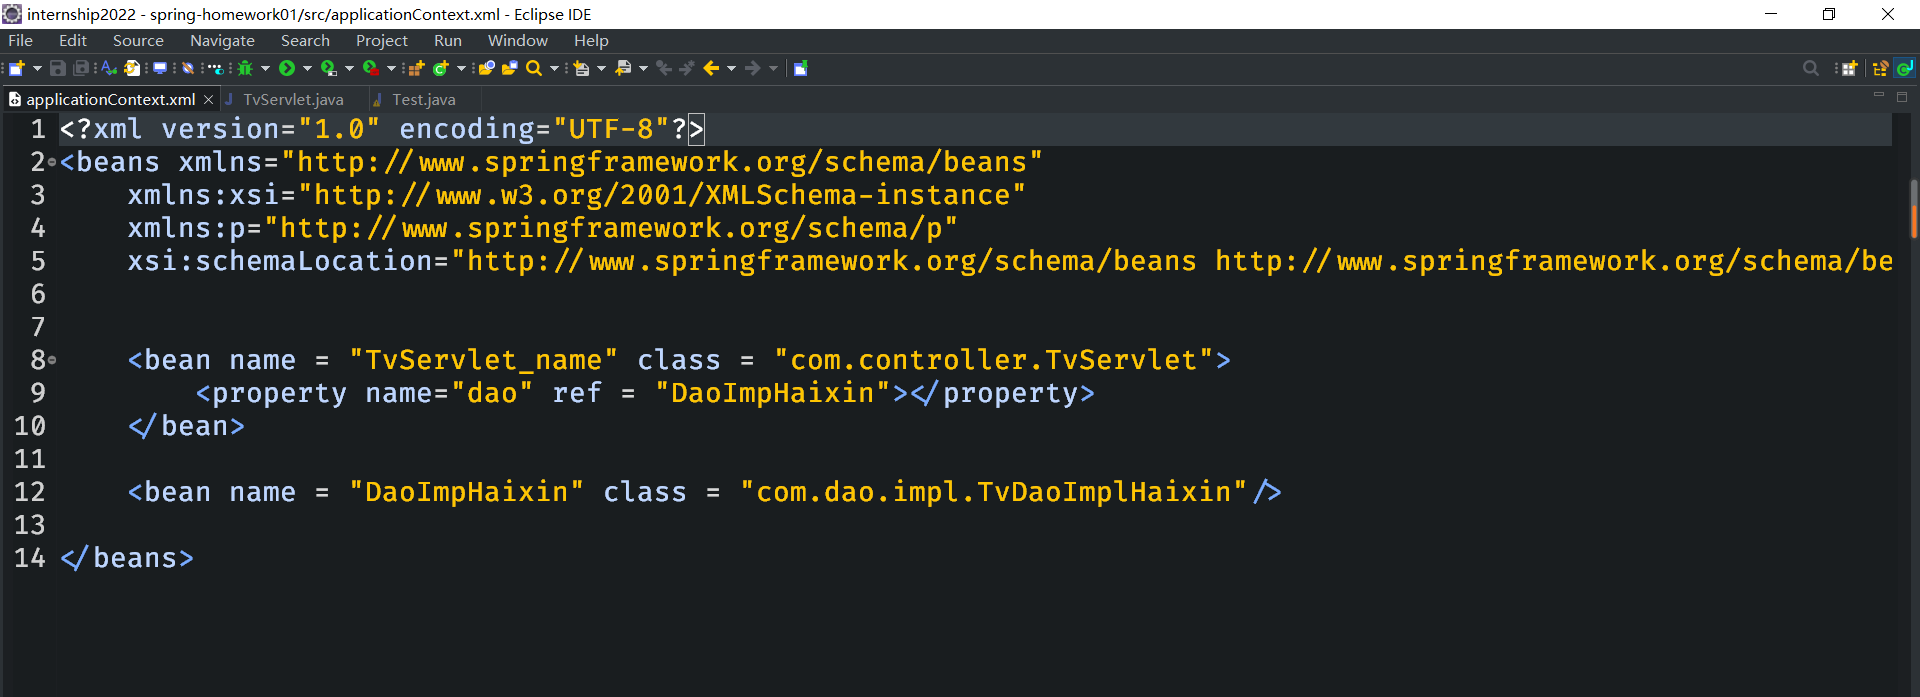 internship2022 - spring-homework01/src/applicationContext.xml - Eclipse IDE
File Edit Source Navigate Search Project Run Window Help
applicationContext.xml TvServlet.java Test.java
1 <?xml version="1.0" encoding="UTF-8"?>
2 <beans xmlns="http://www.springframework.org/schema/beans"
3 xmlns:xsi="http://www.w3.org/2001/XMLSchema-instance"
4 xmlns:p="http://www.springframework.org/schema/p"
5 xsi:schemaLocation="http://www.springframework.org/schema/beans http://www.springframework.org/schema/be
6
7
8 <bean name = "TvServlet_name" class = "com.controller.TvServlet">
9 <property name="dao" ref = "DaoImpHaixin"></property>
10 </bean>
11
12 <bean name = "DaoImpHaixin" class = "com.dao.impl.TvDaoImplHaixin"/>
13
14 </beans>